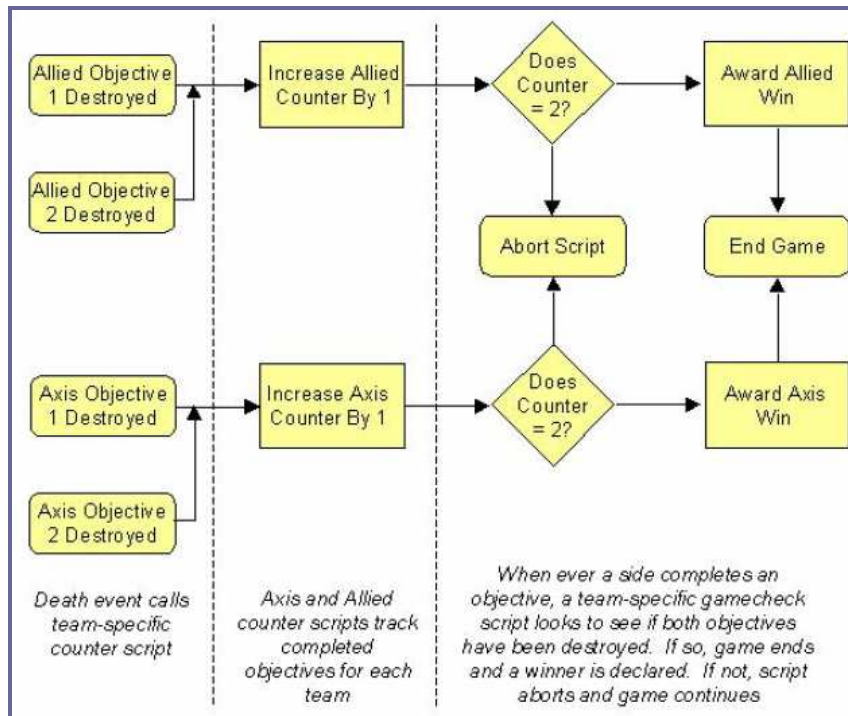 Allied Objective
1 Destroyed
Increase Allied
Counter By 1
Does
Counter
= 2?
Award Allied
Win
Allied Objective
2 Destroyed
Abort Script
End Game
Axis Objective
1 Destroyed
Increase Axis
Counter By 1
Does
Counter
= 2?
Award Axis
Win
Axis Objective
2 Destroyed
Death event calls
team-specific
counter script
Axis and Allied
counter scripts track
completed
objectives for each
team
When ever a side completes an
objective, a team-specific gamecheck
script looks to see if both objectives
have been destroyed. If so, game ends
and a winner is declared. If not, script
aborts and game continues